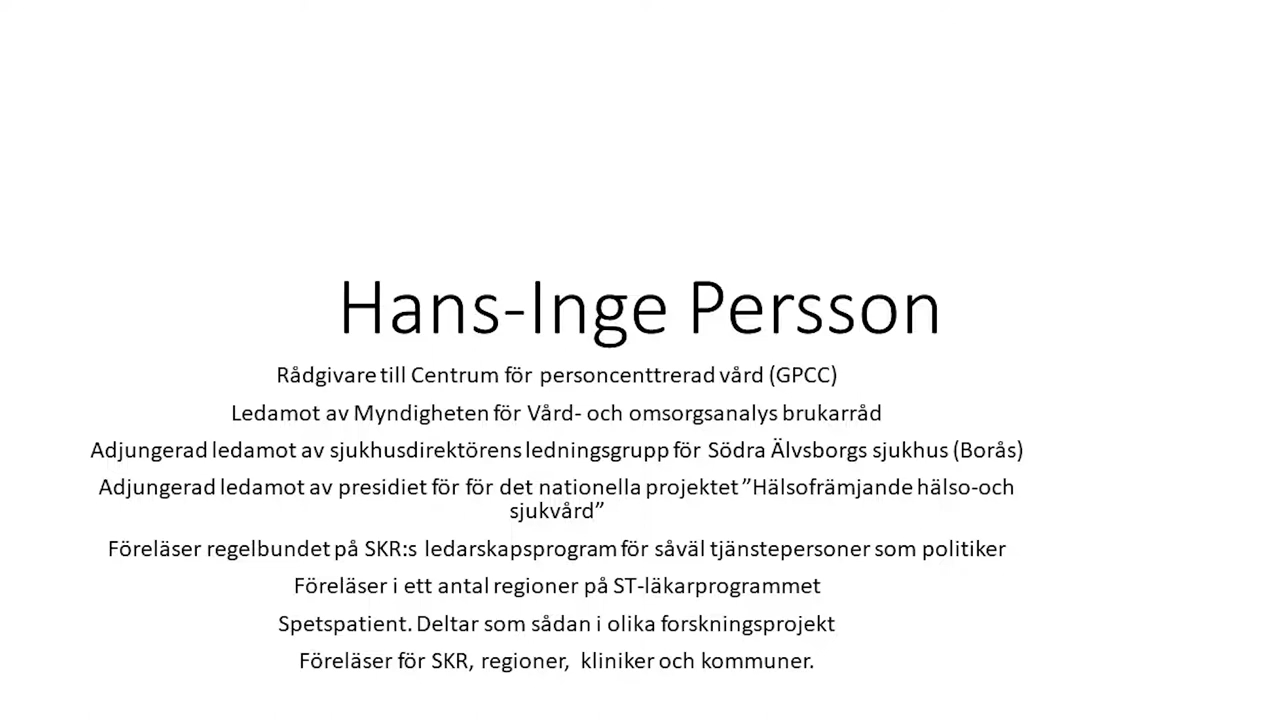 Hans-Inge Persson
Rådgivare till Centrum för personcenttrerad vård (GPCC)
Ledamot av Myndigheten för Vård- och omsorgsanalys brukarråd
Adjungerad ledamot av sjukhusdirektörens ledningsgrupp för Södra Älvsborgs sjukhus (Borås)
Adjungerad ledamot av presidiet för för det nationella projektet ”Hälsofrämjande hälso-och
sjukvård”
Föreläser regelbundet på SKR:s ledarskapsprogram för såväl tjänstepersoner som politiker
Föreläser i ett antal regioner på ST-läkarprogrammet
Spetspatient. Deltar som sådan i olika forskningsprojekt
Föreläser för SKR, regioner, kliniker och kommuner.